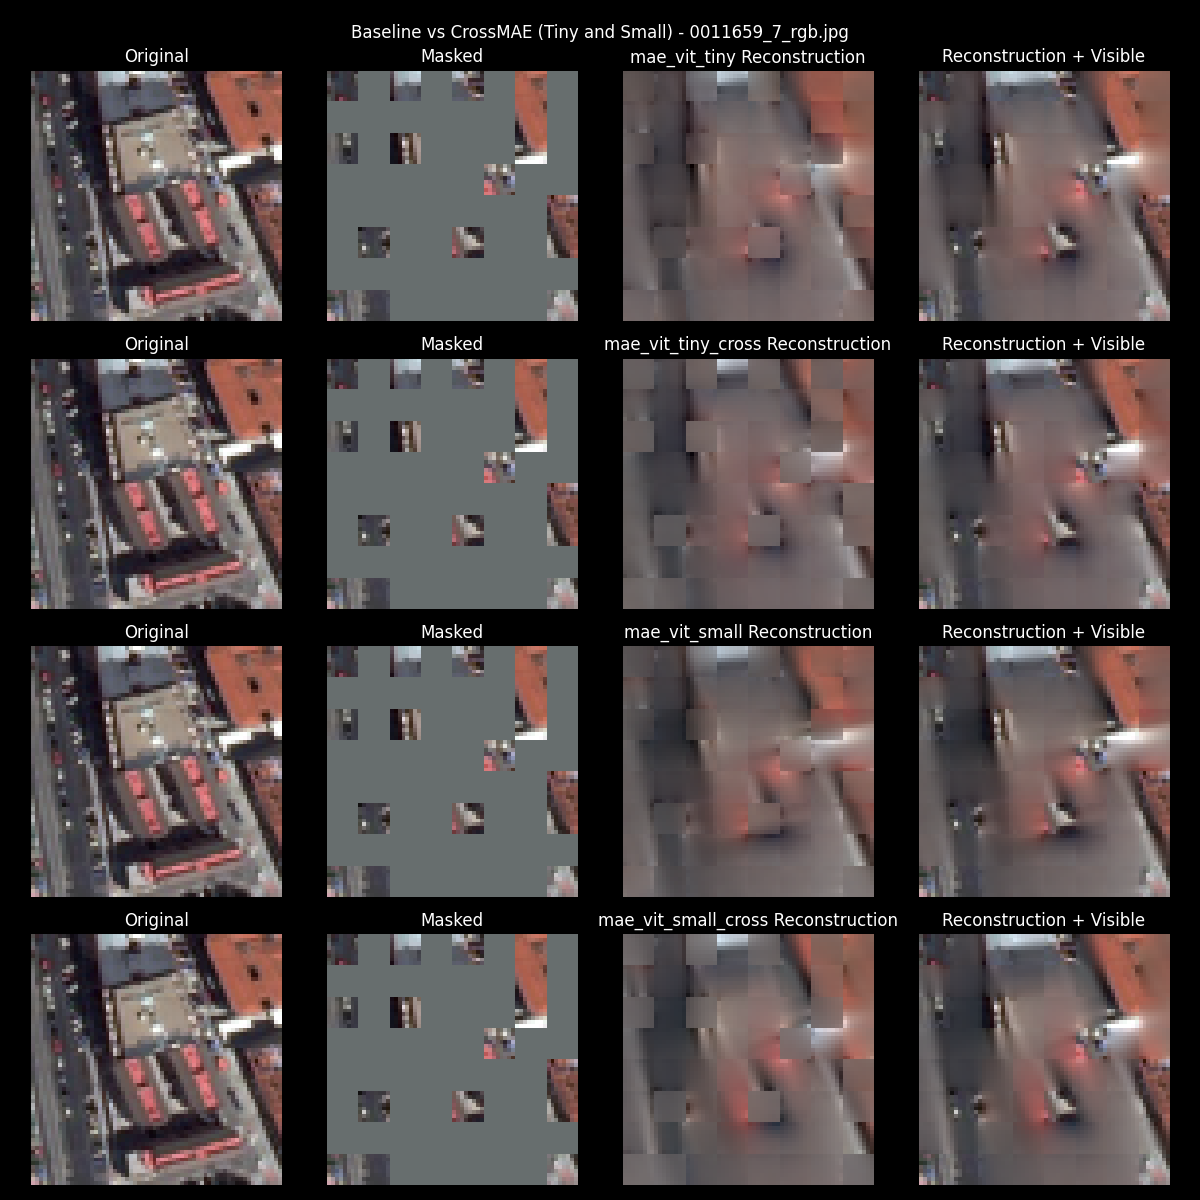 Baseline vs CrossMAE (Tiny and Small) - 0011659_7_rgb.jpg
Original Masked mae_vit_tiny Reconstruction Reconstruction + Visible
Original Masked mae_vit_tiny_cross Reconstruction Reconstruction + Visible
Original Masked mae_vit_small Reconstruction Reconstruction + Visible
Original Masked mae_vit_small_cross Reconstruction Reconstruction + Visible